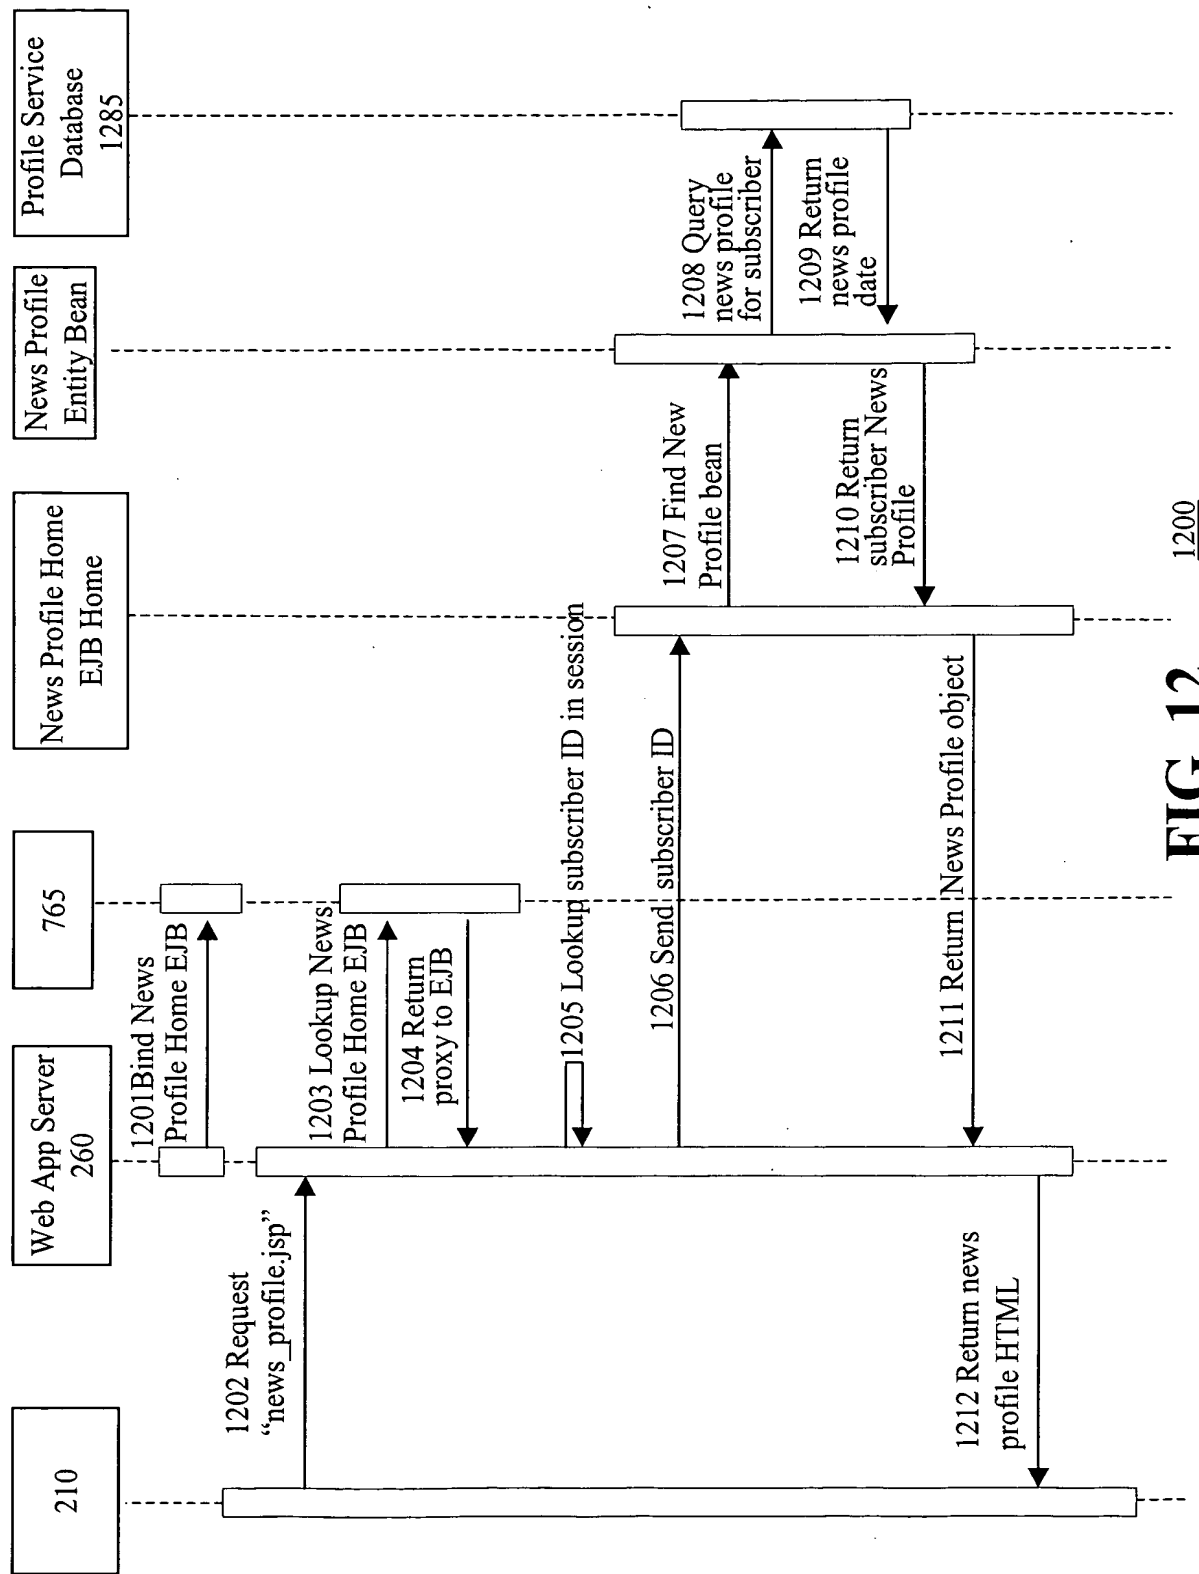 210
Web App Server
260
765
News Profile Home
EJB Home
News Profile
Entity Bean
Profile Service
Database
1285
1201Bind News
Profile Home EJB
1202 Request
“news_profile.jsp”
1203 Lookup News
Profile Home EJB
1204 Return
proxy to EJB
1205 Lookup subscriber ID in session
1206 Send subscriber ID
1207 Find New
Profile bean
1208 Query
news profile
for subscriber
1209 Return
news profile
date
1210 Return
subscriber News
Profile
1211 Return News Profile object
1212 Return news
profile HTML
1200
FIG. 12